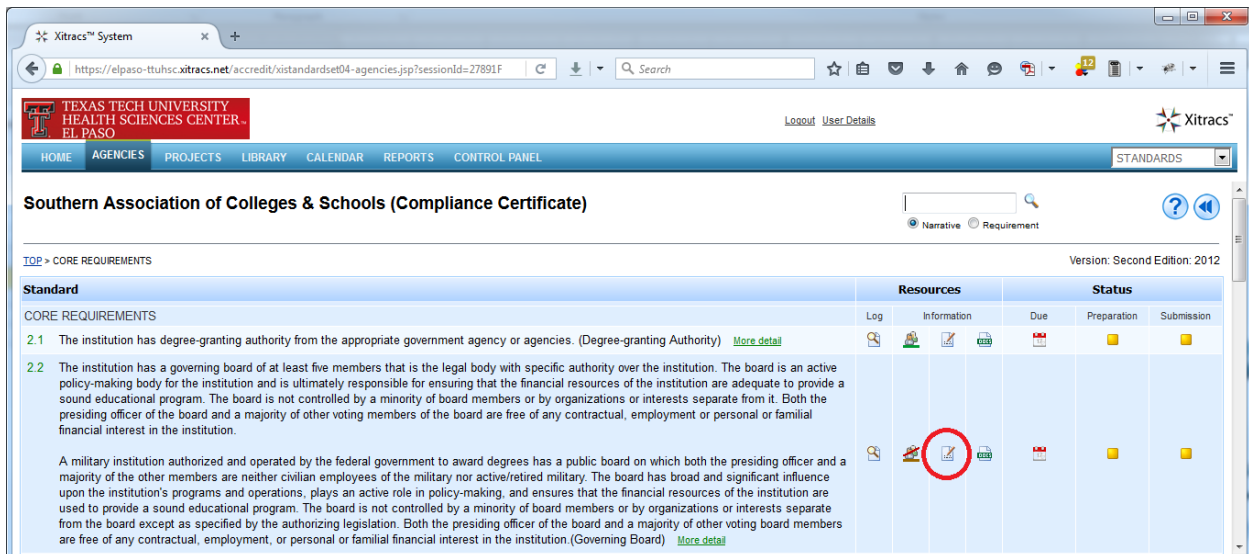 Xitracs™ System
https://elpaso-ttuhsc.xitracs.net/accredit/xistandardset04-agencies.jsp?sessionId=27891F
Search
12
TEXAS TECH UNIVERSITY
HEALTH SCIENCES CENTER™
EL PASO
Logout User Details
Xitracs™
HOME AGENCIES PROJECTS LIBRARY CALENDAR REPORTS CONTROL PANEL
STANDARDS
Southern Association of Colleges & Schools (Compliance Certificate)
Narrative Requirement
TOP > CORE REQUIREMENTS
Version: Second Edition: 2012
Standard Resources Status
CORE REQUIREMENTS Log Information Due Preparation Submission
2.1 The institution has degree-granting authority from the appropriate government agency or agencies. (Degree-granting Authority) More detail
2.2 The institution has a governing board of at least five members that is the legal body with specific authority over the institution. The board is an active
policy-making body for the institution and is ultimately responsible for ensuring that the financial resources of the institution are adequate to provide a
sound educational program. The board is not controlled by a minority of board members or by organizations or interests separate from it. Both the
presiding officer of the board and a majority of other voting members of the board are free of any contractual, employment or personal or familial
financial interest in the institution.
A military institution authorized and operated by the federal government to award degrees has a public board on which both the presiding officer and a
majority of the other members are neither civilian employees of the military nor active/retired military. The board has broad and significant influence
upon the institution's programs and operations, plays an active role in policy-making, and ensures that the financial resources of the institution are
used to provide a sound educational program. The board is not controlled by a minority of board members or by organizations or interests separate
from the board except as specified by the authorizing legislation. Both the presiding officer of the board and a majority of other voting board members
are free of any contractual, employment, or personal or familial financial interest in the institution.(Governing Board) More detail